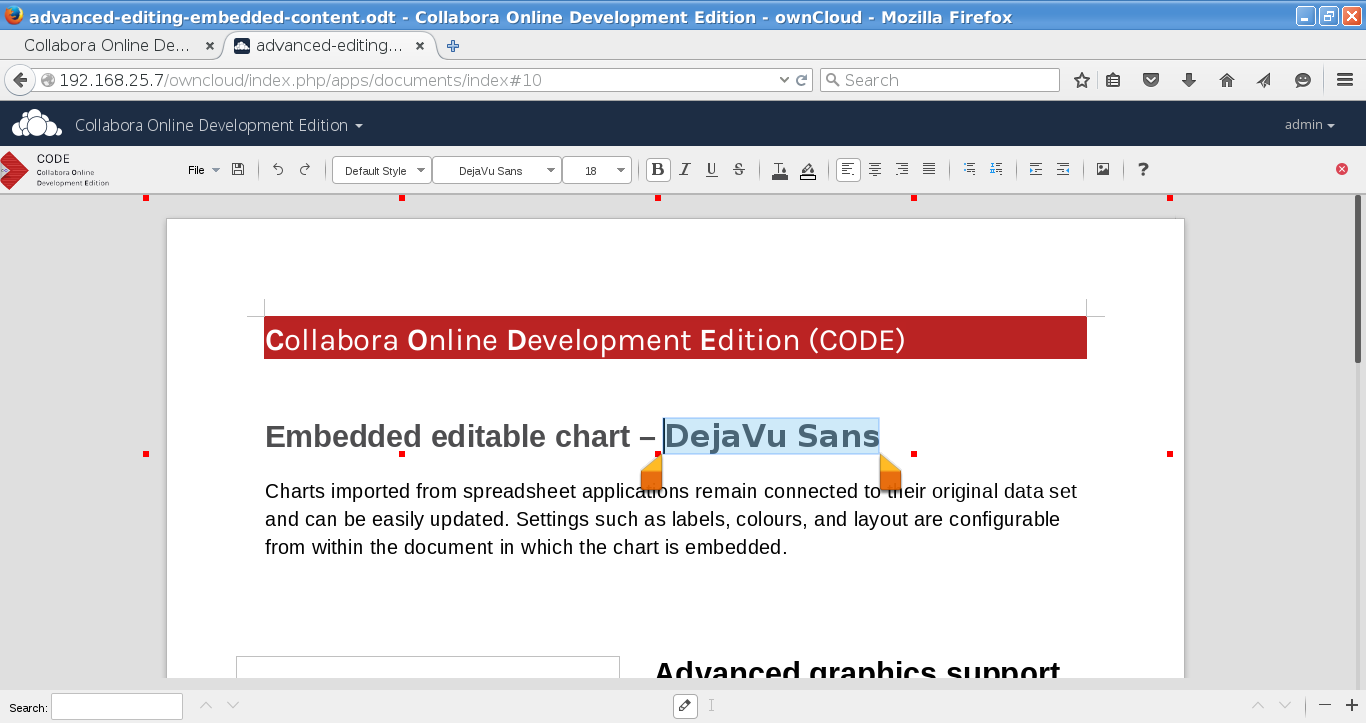 advanced-editing-embedded-content.odt - Collabora Online Development Edition - ownCloud - Mozilla Firefox
Collabora Online De... advanced-editing...
192.168.25.7/owncloud/index.php/apps/documents/index#10 Search
Collabora Online Development Edition admin
CODE
Collabora Online
Development Edition
File Default Style DejaVu Sans 18 B I U S ?
Collabora Online Development Edition (CODE)
Embedded editable chart – DejaVu Sans
Charts imported from spreadsheet applications remain connected to their original data set
and can be easily updated. Settings such as labels, colours, and layout are configurable
from within the document in which the chart is embedded.
Advanced graphics support
Search: